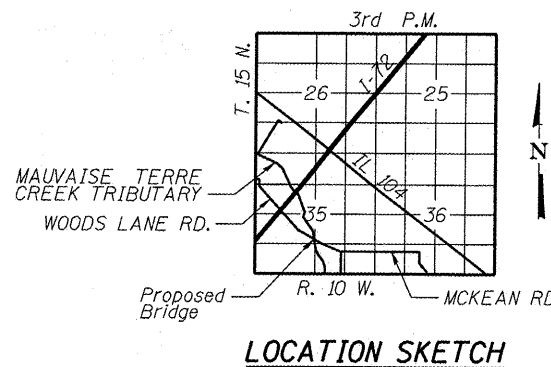 3rd P.M.
T. 15 N.
I-72
26
25
IL 104
N
MAUVAISE TERRE
CREEK TRIBUTARY
WOODS LANE RD.
35
36
Proposed
Bridge
R. 10 W.
MCKEAN RD
LOCATION SKETCH